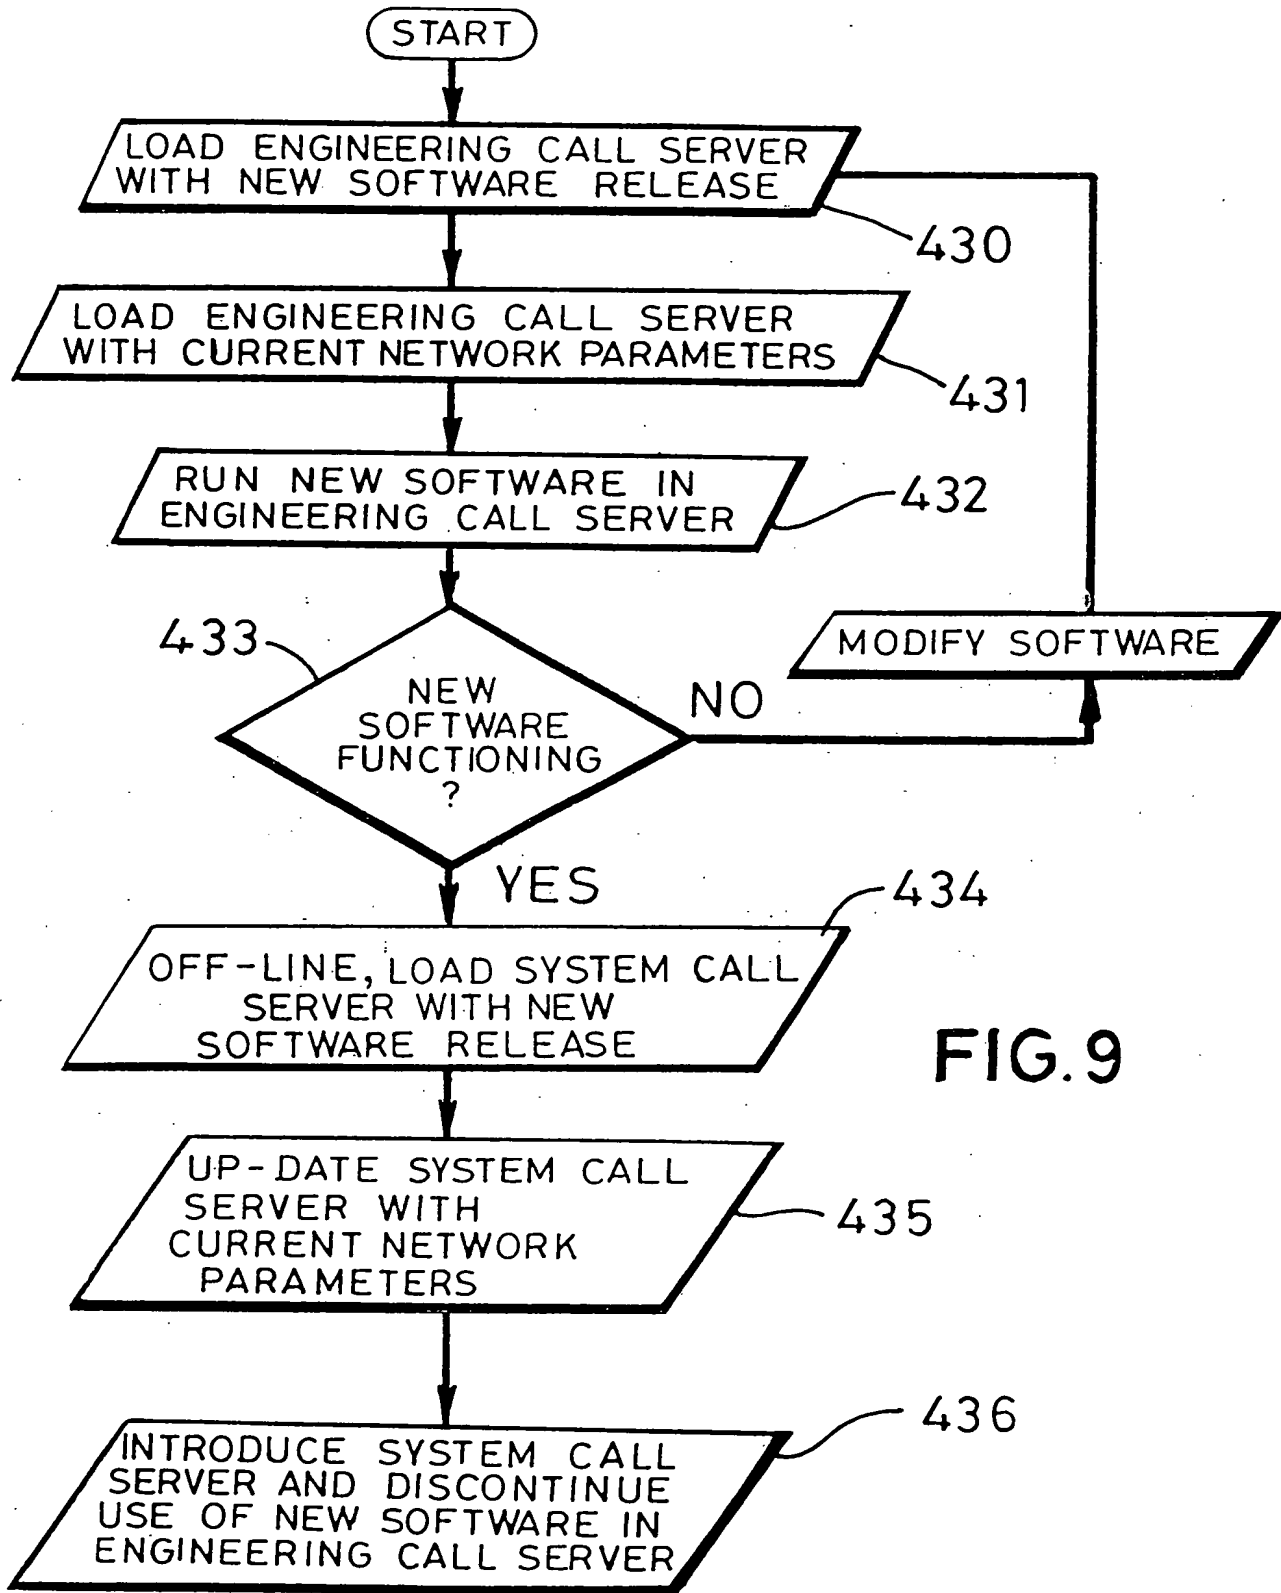 START
LOAD ENGINEERING CALL SERVER
WITH NEW SOFTWARE RELEASE
430
LOAD ENGINEERING CALL SERVER
WITH CURRENT NETWORK PARAMETERS
431
RUN NEW SOFTWARE IN
ENGINEERING CALL SERVER
432
433
NEW
SOFTWARE
FUNCTIONING
?
NO
MODIFY SOFTWARE
YES
434
OFF-LINE, LOAD SYSTEM CALL
SERVER WITH NEW
SOFTWARE RELEASE
FIG. 9
UP-DATE SYSTEM CALL
SERVER WITH
CURRENT NETWORK
PARAMETERS
435
436
INTRODUCE SYSTEM CALL
SERVER AND DISCONTINUE
USE OF NEW SOFTWARE IN
ENGINEERING CALL SERVER